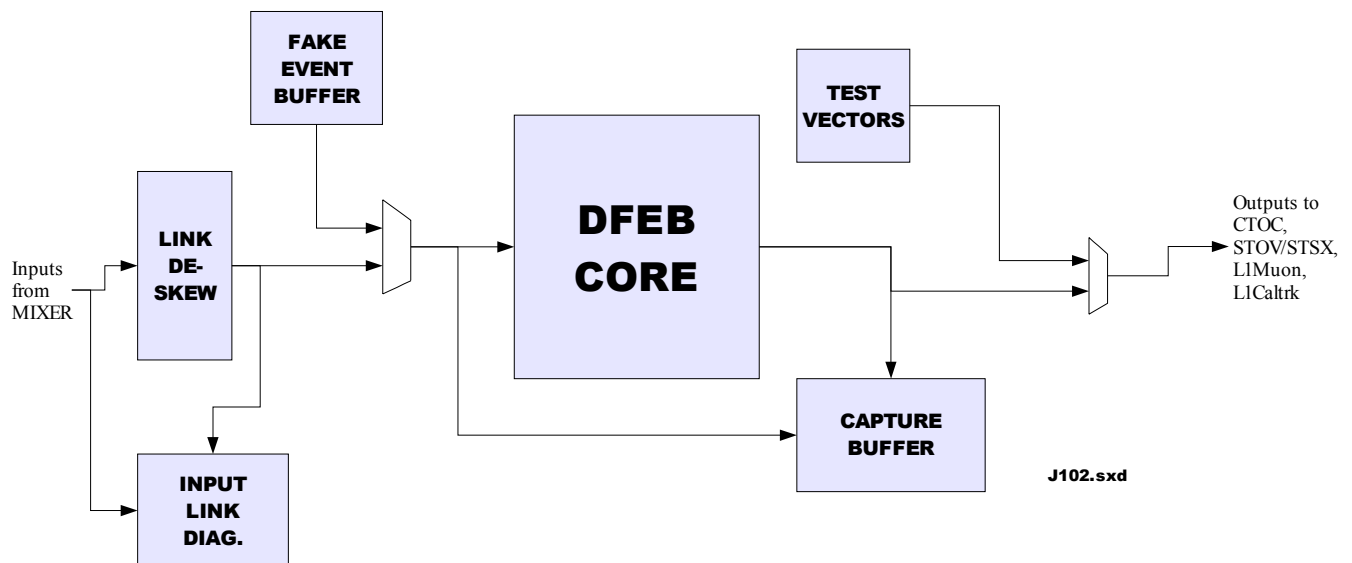 FAKE
EVENT
BUFFER
TEST
VECTORS
LINK
DE-
SKEW
DFEB
CORE
Inputs
from
MIXER
Outputs to
CTOC,
STOV/STSX,
L1Muon,
L1Caltrk
CAPTURE
BUFFER
INPUT
LINK
DIAG.
J102.sxd